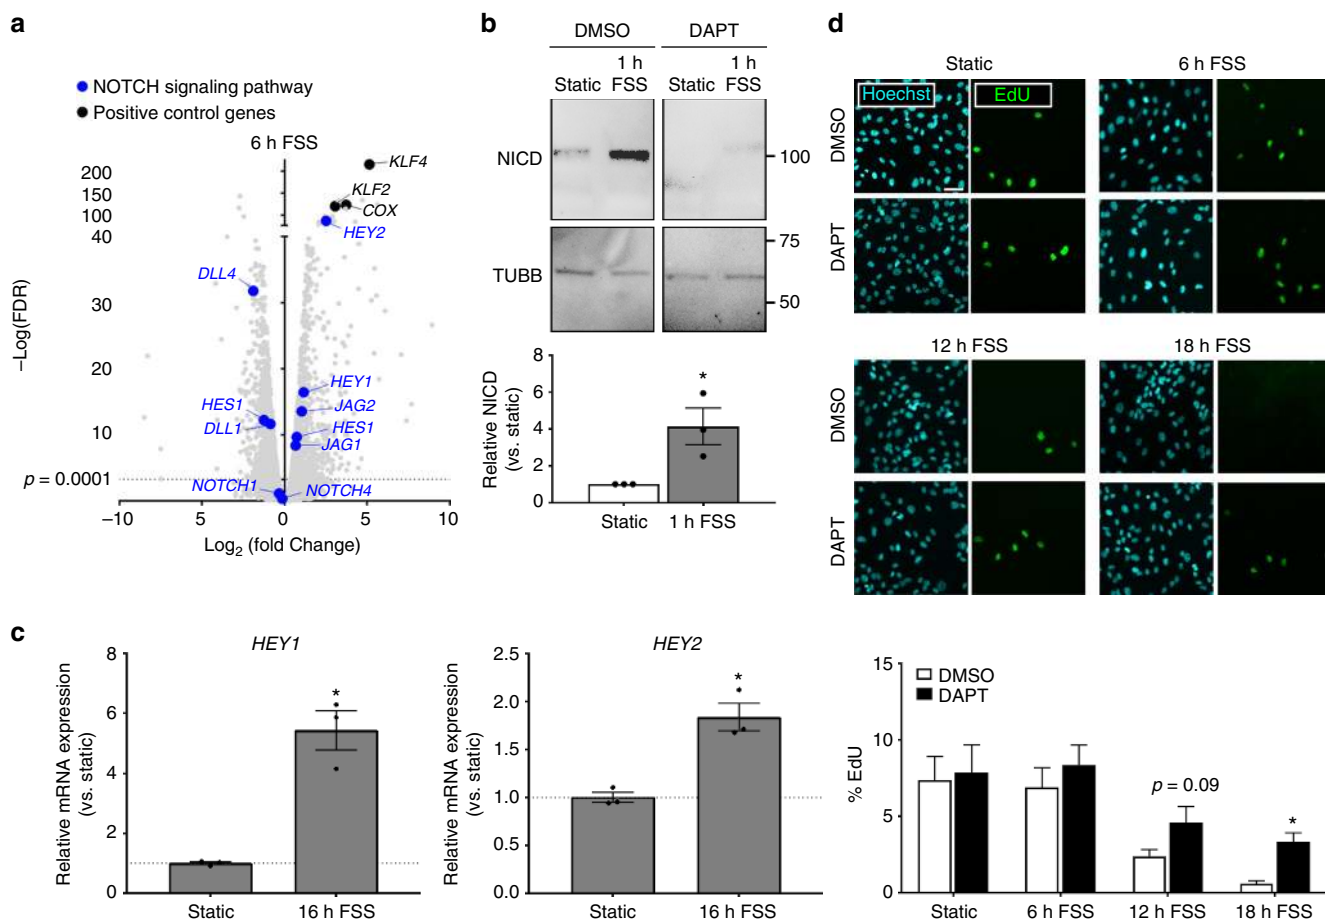 a
NOTCH signaling pathway
Positive control genes
6 h FSS
200
150
100
40
30
20
10
–Log(FDR)
p = 0.0001
KLF4
KLF2
COX
HEY2
DLL4
HEY1
JAG2
HES1
HES1
DLL1
JAG1
NOTCH1
NOTCH4
–10
5
0
5
10
Log2 (fold Change)
b
DMSO
DAPT
Static
1 h
FSS
Static
1 h
FSS
NICD
100
TUBB
75
50
Relative NICD
(vs. static)
8
6
4
2
0
*
Static
1 h FSS
c
HEY1
Relative mRNA expression
(vs. static)
8
6
4
2
0
*
Static
16 h FSS
HEY2
Relative mRNA expression
(vs. static)
2.5
2.0
1.5
1.0
0.5
0.0
*
Static
16 h FSS
d
Static
6 h FSS
Hoechst
EdU
DMSO
DAPT
12 h FSS
18 h FSS
DMSO
DAPT
15
10
5
0
% EdU
DMSO
DAPT
p = 0.09
*
Static
6 h FSS
12 h FSS
18 h FSS